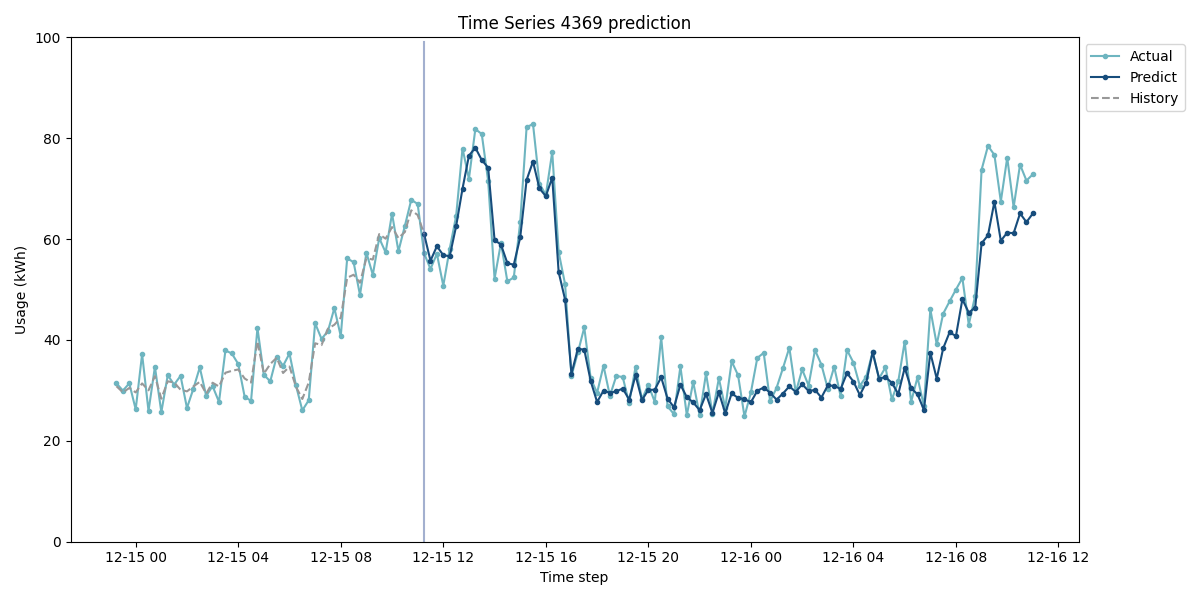 Time Series 4369 prediction
100
80
60
40
20
0
Usage (kWh)
12-15 00
12-15 04
12-15 08
12-15 12
12-15 16
12-15 20
12-16 00
12-16 04
12-16 08
12-16 12
Time step
Actual
Predict
History